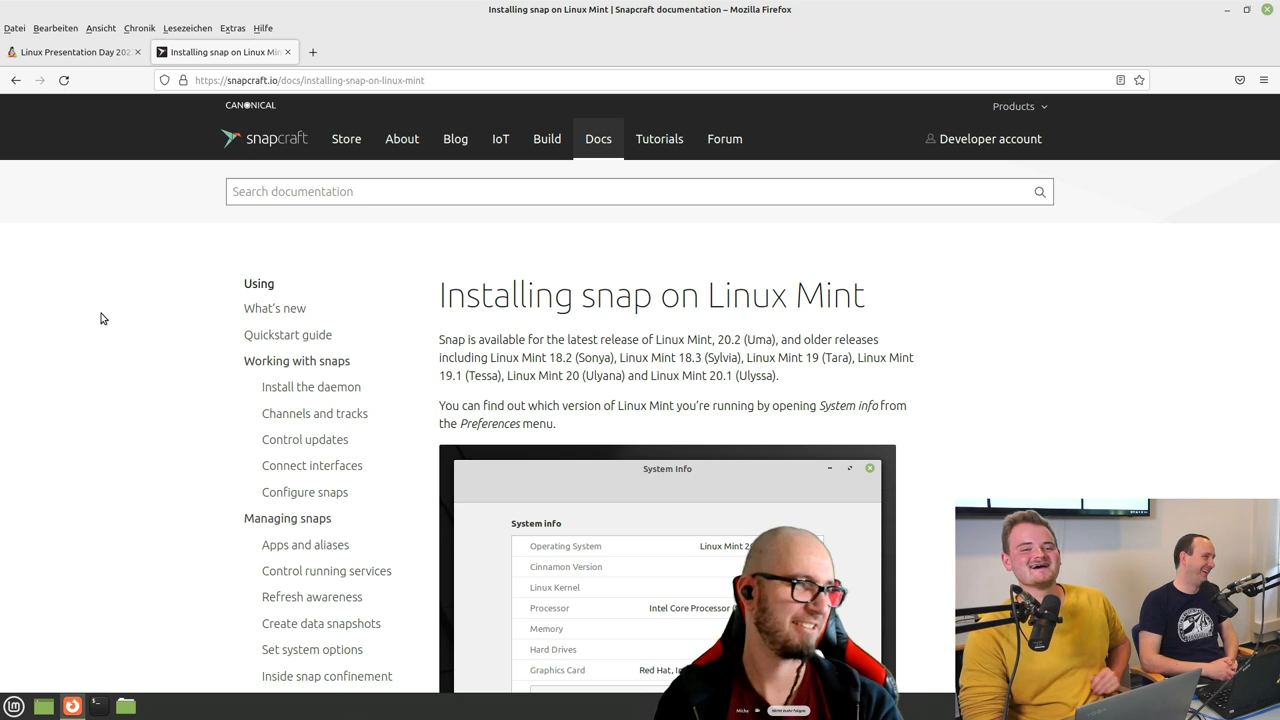 Installing snap on Linux Mint | Snapcraft documentation – Mozilla Firefox
Datei Bearbeiten Ansicht Chronik Lesezeichen Extras Hilfe
Linux Presentation Day 202
Installing snap on Linux Min
https://snapcraft.io/docs/installing-snap-on-linux-mint
CANONICAL
Products
snapcraft Store About Blog IoT Build Docs Tutorials Forum Developer account
Search documentation
Using
What's new
Quickstart guide
Working with snaps
Install the daemon
Channels and tracks
Control updates
Connect interfaces
Configure snaps
Managing snaps
Apps and aliases
Control running services
Refresh awareness
Create data snapshots
Set system options
Inside snap confinement
Installing snap on Linux Mint
Snap is available for the latest release of Linux Mint, 20.2 (Uma), and older releases
including Linux Mint 18.2 (Sonya), Linux Mint 18.3 (Sylvia), Linux Mint 19 (Tara), Linux Mint
19.1 (Tessa), Linux Mint 20 (Ulyana) and Linux Mint 20.1 (Ulyssa).
You can find out which version of Linux Mint you're running by opening System info from
the Preferences menu.
System Info
System info
Operating System Linux Mint 20
Cinnamon Version
Linux Kernel
Processor Intel Core Processor (
Memory
Hard Drives
Graphics Card Red Hat, In
Micha